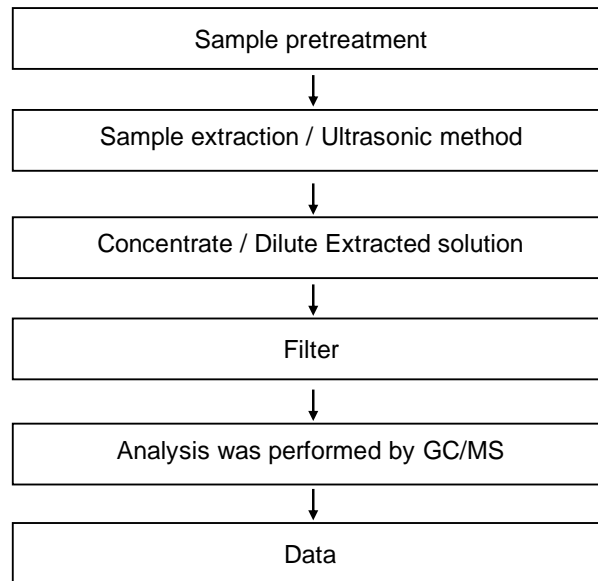 Sample pretreatment
Sample extraction / Ultrasonic method
Concentrate / Dilute Extracted solution
Filter
Analysis was performed by GC/MS
Data